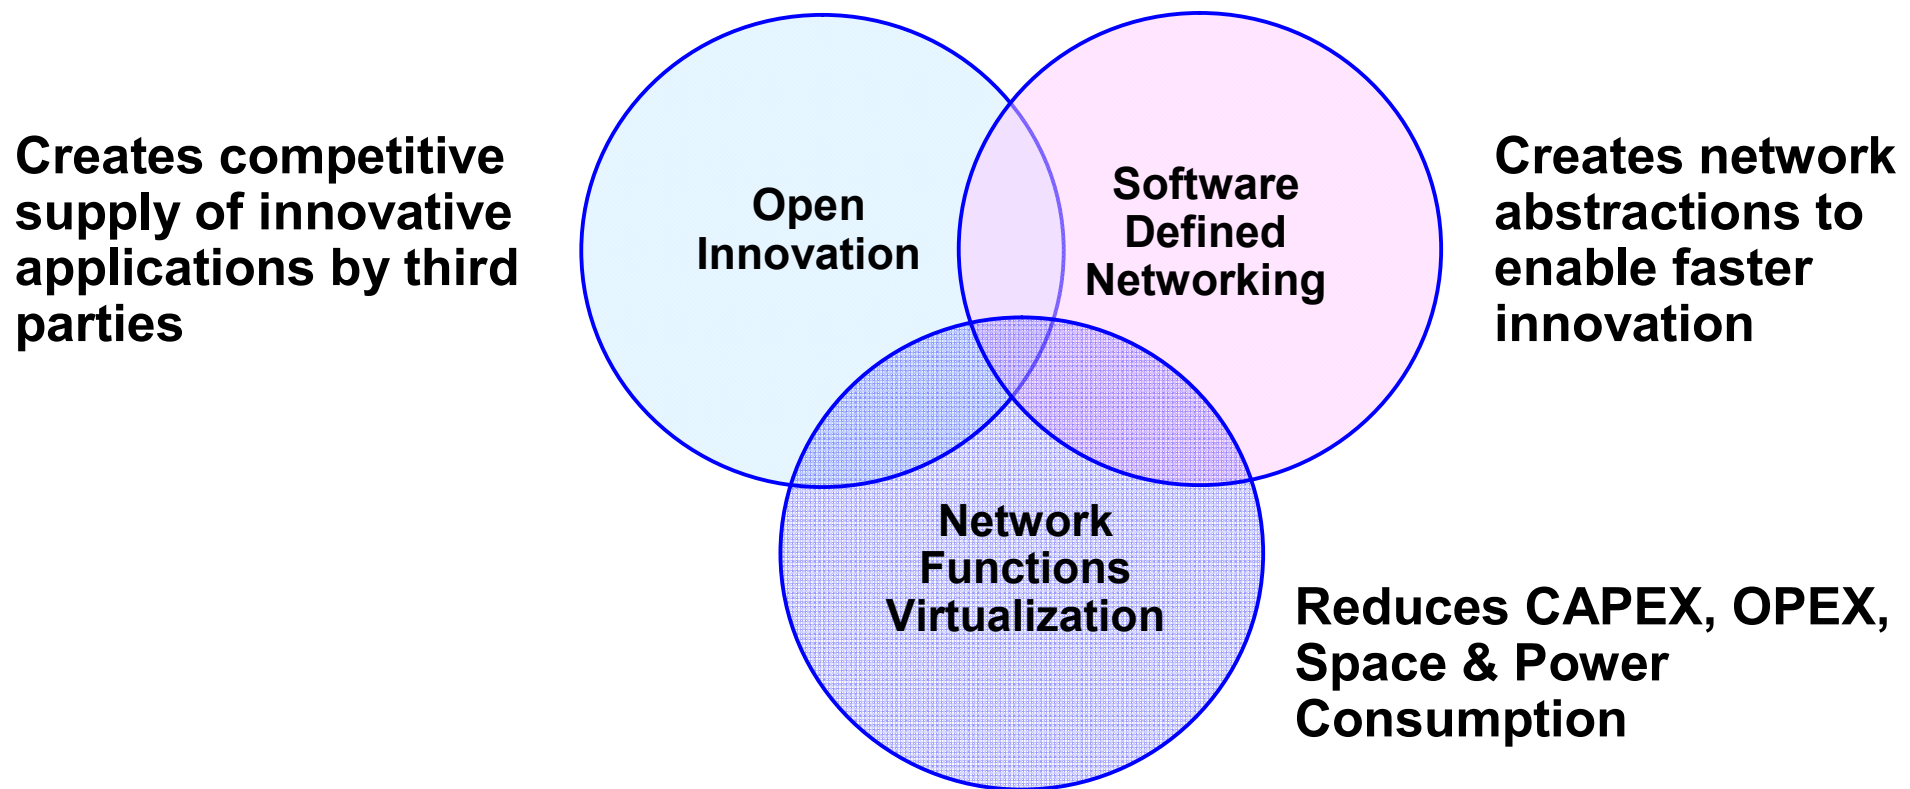 Creates competitive
supply of innovative
applications by third
parties
Open
Innovation
Software
Defined
Networking
Creates network
abstractions to
enable faster
innovation
Network
Functions
Virtualization
Reduces CAPEX, OPEX,
Space & Power
Consumption